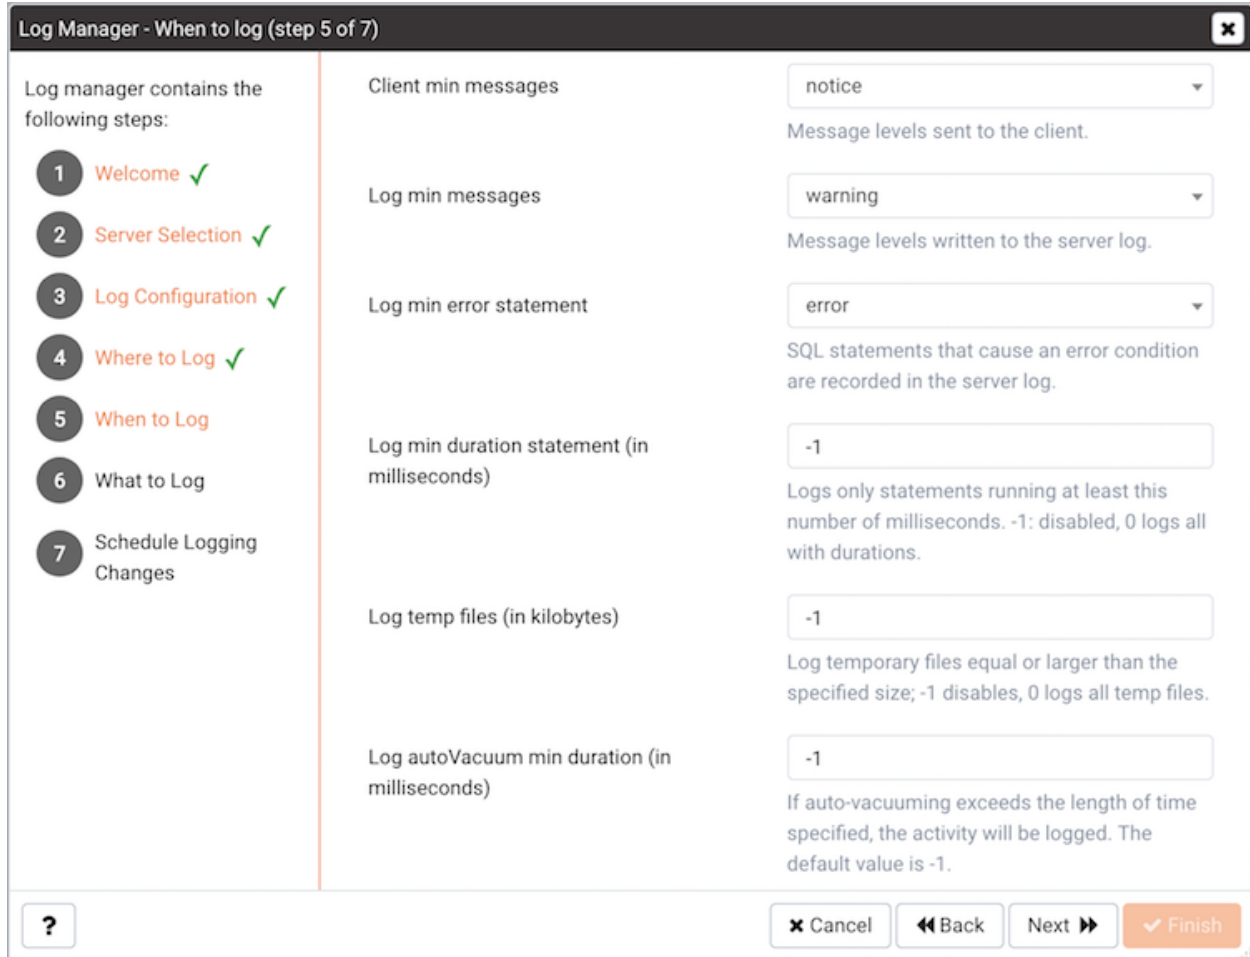 Log Manager - When to log (step 5 of 7)
Log manager contains the
following steps:
1 Welcome
2 Server Selection
3 Log Configuration
4 Where to Log
5 When to Log
6 What to Log
7 Schedule Logging
Changes
Client min messages
notice
Message levels sent to the client.
Log min messages
warning
Message levels written to the server log.
Log min error statement
error
SQL statements that cause an error condition
are recorded in the server log.
Log min duration statement (in
milliseconds)
-1
Logs only statements running at least this
number of milliseconds. -1: disabled, 0 logs all
with durations.
Log temp files (in kilobytes)
-1
Log temporary files equal or larger than the
specified size; -1 disables, 0 logs all temp files.
Log autoVacuum min duration (in
milliseconds)
-1
If auto-vacuuming exceeds the length of time
specified, the activity will be logged. The
default value is -1.
? Cancel Back Next Finish